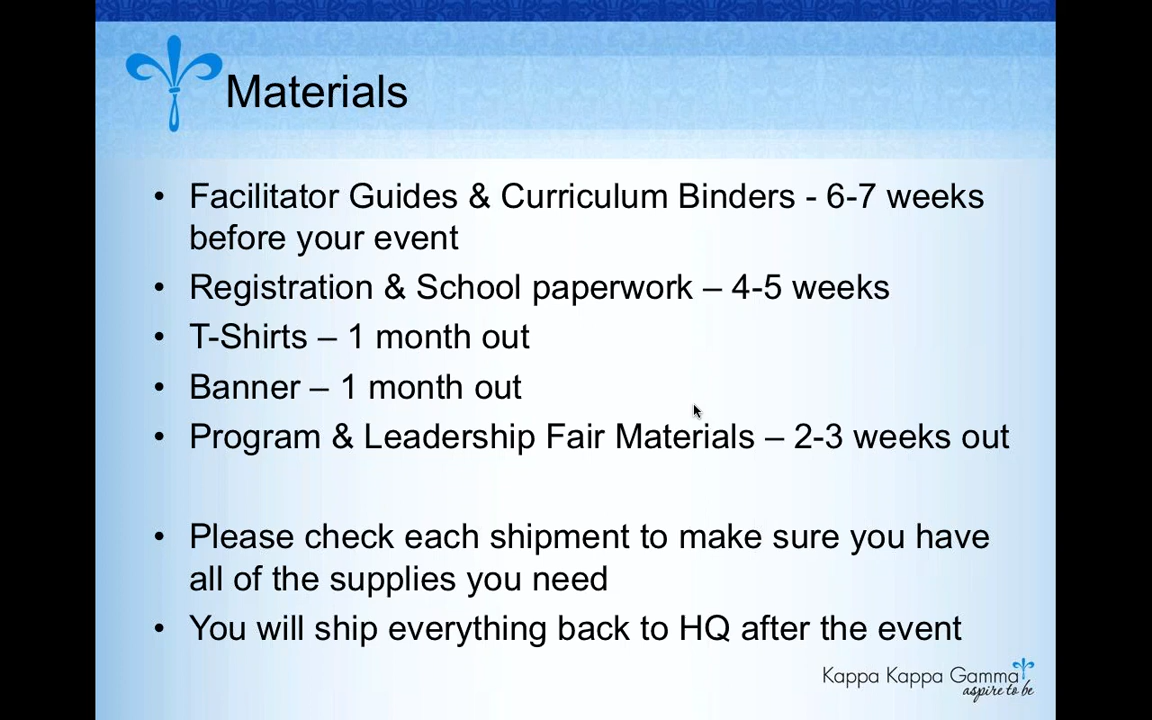 Materials
• Facilitator Guides & Curriculum Binders - 6-7 weeks
before your event
• Registration & School paperwork – 4-5 weeks
• T-Shirts – 1 month out
• Banner – 1 month out
• Program & Leadership Fair Materials – 2-3 weeks out
• Please check each shipment to make sure you have
all of the supplies you need
• You will ship everything back to HQ after the event
Kappa Kappa Gamma
aspire to be